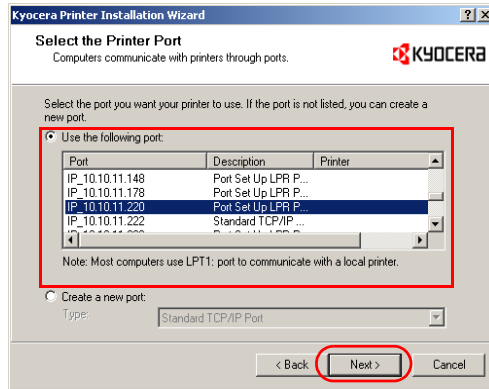 Kyocera Printer Installation Wizard
Select the Printer Port
Computers communicate with printers through ports.
KYOCERA
Select the port you want your printer to use. If the port is not listed, you can create a
new port.
Use the following port:
Port Description Printer
IP_10.10.11.148 Port Set Up LPR P...
IP_10.10.11.178 Port Set Up LPR P...
IP_10.10.11.220 Port Set Up LPR P...
IP_10.10.11.222 Standard TCP/IP ...
Note: Most computers use LPT1: port to communicate with a local printer.
Create a new port:
Type: Standard TCP/IP Port
< Back Next > Cancel